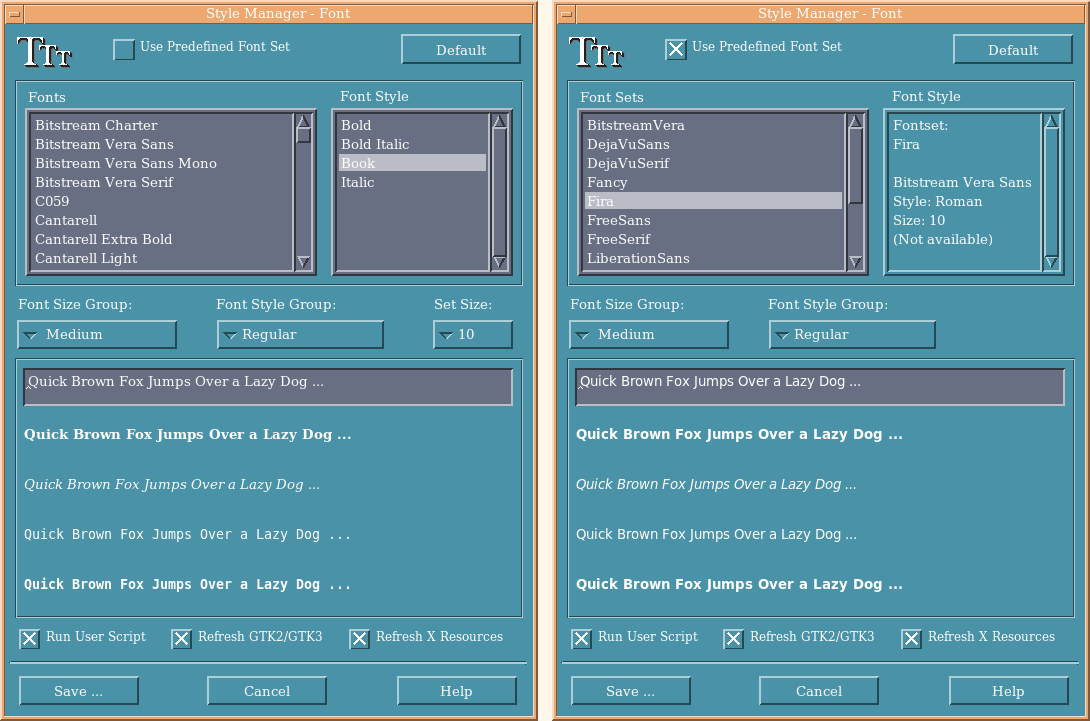 Style Manager - Font
TTT
Use Predefined Font Set
Default
Fonts
Font Style
Bitstream Charter
Bitstream Vera Sans
Bitstream Vera Sans Mono
Bitstream Vera Serif
C059
Cantarell
Cantarell Extra Bold
Cantarell Light
Bold
Bold Italic
Book
Italic
Font Size Group:
Font Style Group:
Set Size:
Medium
Regular
10
Quick Brown Fox Jumps Over a Lazy Dog ...
Quick Brown Fox Jumps Over a Lazy Dog ...
Quick Brown Fox Jumps Over a Lazy Dog ...
Quick Brown Fox Jumps Over a Lazy Dog ...
Quick Brown Fox Jumps Over a Lazy Dog ...
Run User Script
Refresh GTK2/GTK3
Refresh X Resources
Save ...
Cancel
Help
Style Manager - Font
TTT
Use Predefined Font Set
Default
Font Sets
Font Style
BitstreamVera
DejaVuSans
DejaVuSerif
Fancy
Fira
FreeSans
FreeSerif
LiberationSans
Fontset:
Fira
Bitstream Vera Sans
Style: Roman
Size: 10
(Not available)
Font Size Group:
Font Style Group:
Medium
Regular
Quick Brown Fox Jumps Over a Lazy Dog ...
Quick Brown Fox Jumps Over a Lazy Dog ...
Quick Brown Fox Jumps Over a Lazy Dog ...
Quick Brown Fox Jumps Over a Lazy Dog ...
Quick Brown Fox Jumps Over a Lazy Dog ...
Run User Script
Refresh GTK2/GTK3
Refresh X Resources
Save ...
Cancel
Help